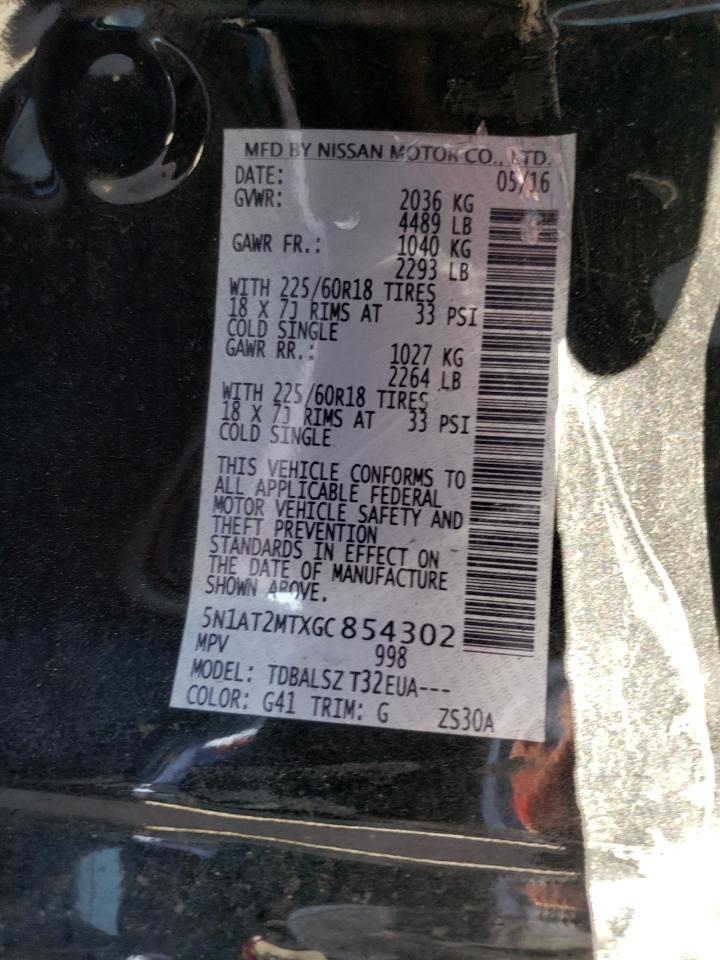 MFD BY NISSAN MOTOR CO., LTD.
DATE: 05/16
GVWR: 2036 KG
4489 LB
GAWR FR.: 1040 KG
2293 LB
WITH 225/60R18 TIRES
18 X 7J RIMS AT 33 PSI
COLD SINGLE
GAWR RR.: 1027 KG
2264 LB
WITH 225/60R18 TIRES
18 X 7J RIMS AT 33 PSI
COLD SINGLE
THIS VEHICLE CONFORMS TO
ALL APPLICABLE FEDERAL
MOTOR VEHICLE SAFETY AND
THEFT PREVENTION
STANDARDS IN EFFECT ON
THE DATE OF MANUFACTURE
SHOWN ABOVE.
5N1AT2MTXGC854302
MPV 998
MODEL: TDBALSZ T32EUA---
COLOR: G41 TRIM: G ZS30A